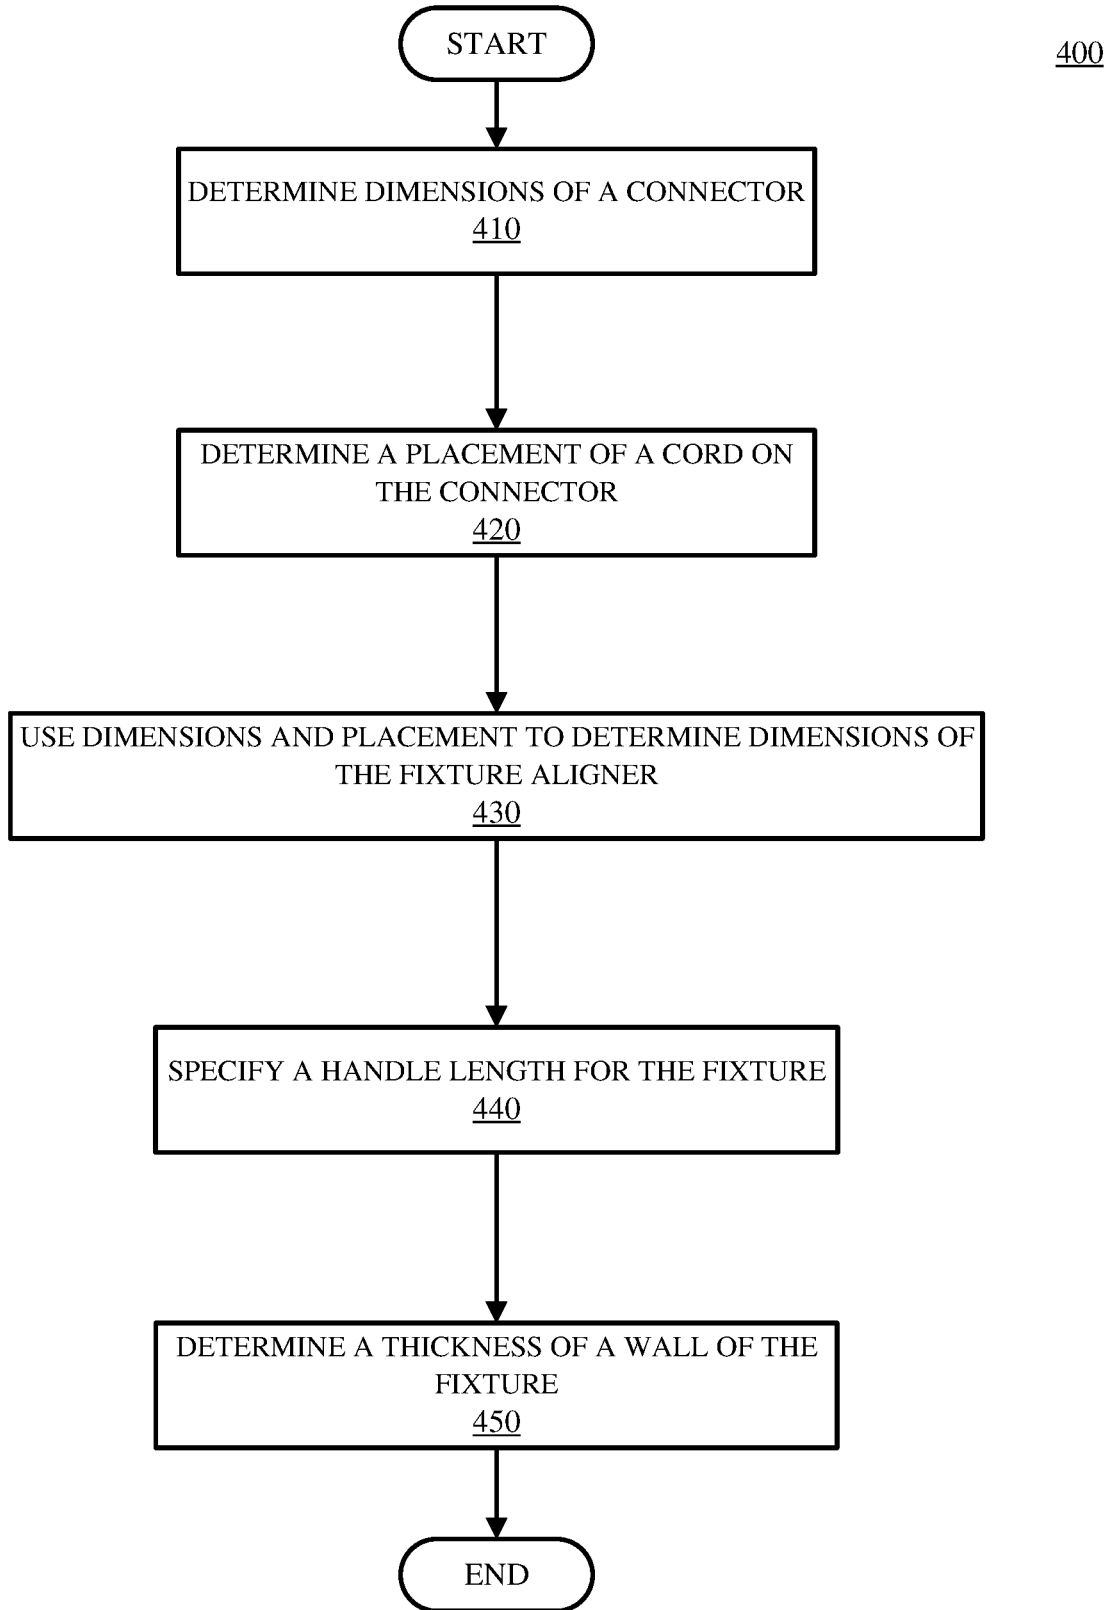 START
400
DETERMINE DIMENSIONS OF A CONNECTOR
410
DETERMINE A PLACEMENT OF A CORD ON
THE CONNECTOR
420
USE DIMENSIONS AND PLACEMENT TO DETERMINE DIMENSIONS OF
THE FIXTURE ALIGNER
430
SPECIFY A HANDLE LENGTH FOR THE FIXTURE
440
DETERMINE A THICKNESS OF A WALL OF THE
FIXTURE
450
END